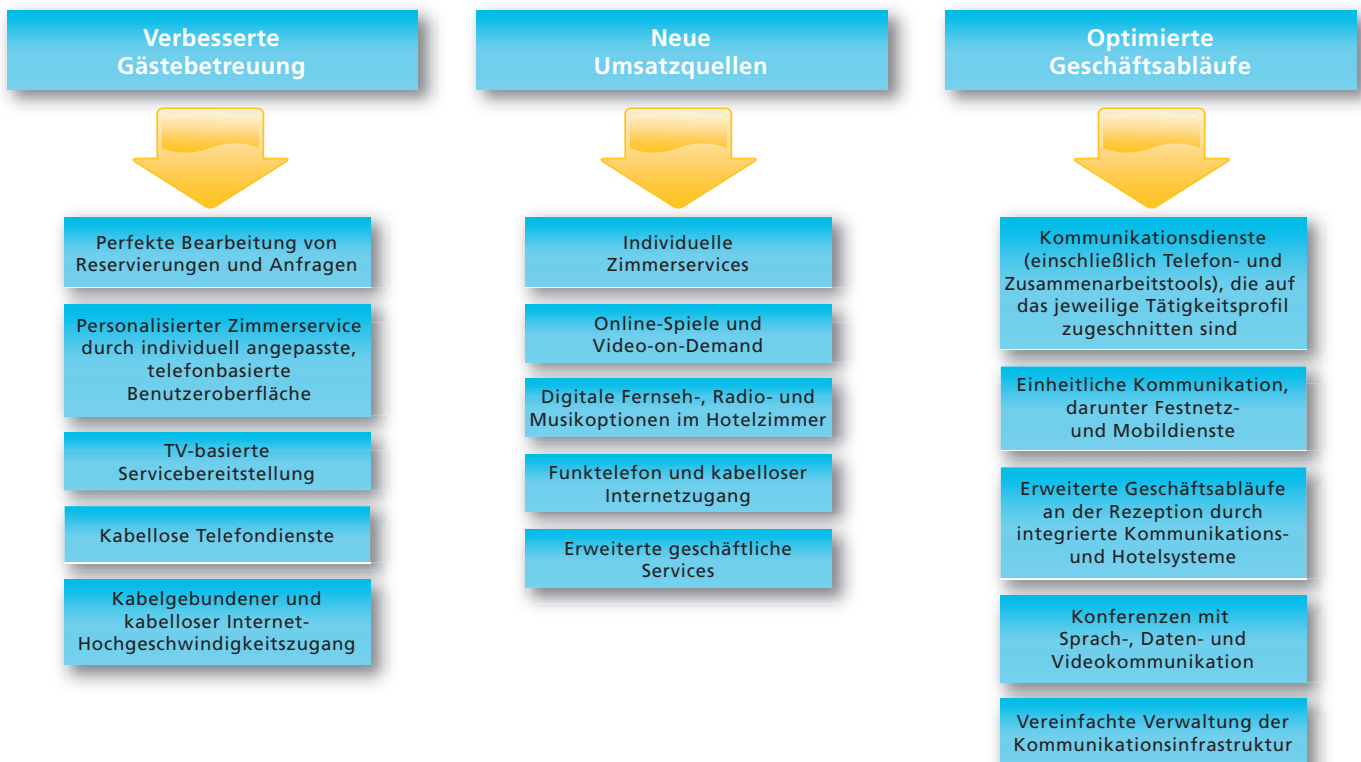 Verbesserte
Gästebetreuung
Perfekte Bearbeitung von
Reservierungen und Anfragen
Personalisierter Zimmerservice
durch individuell angepasste,
telefonbasierte
Benutzeroberfläche
TV-basierte
Servicebereitstellung
Kabellose Telefondienste
Kabelgebundener und
kabelloser Internet-
Hochgeschwindigkeitszugang
Neue
Umsatzquellen
Individuelle
Zimmerservices
Online-Spiele und
Video-on-Demand
Digitale Fernseh-, Radio- und
Musikoptionen im Hotelzimmer
Funktelefon und kabelloser
Internetzugang
Erweiterte geschäftliche
Services
Optimierte
Geschäftsabläufe
Kommunikationsdienste
(einschließlich Telefon- und
Zusammenarbeitstools), die auf
das jeweilige Tätigkeitsprofil
zugeschnitten sind
Einheitliche Kommunikation,
darunter Festnetz-
und Mobildienste
Erweiterte Geschäftsabläufe
an der Rezeption durch
integrierte Kommunikations-
und Hotelsysteme
Konferenzen mit
Sprach-, Daten- und
Videokommunikation
Vereinfachte Verwaltung der
Kommunikationsinfrastruktur